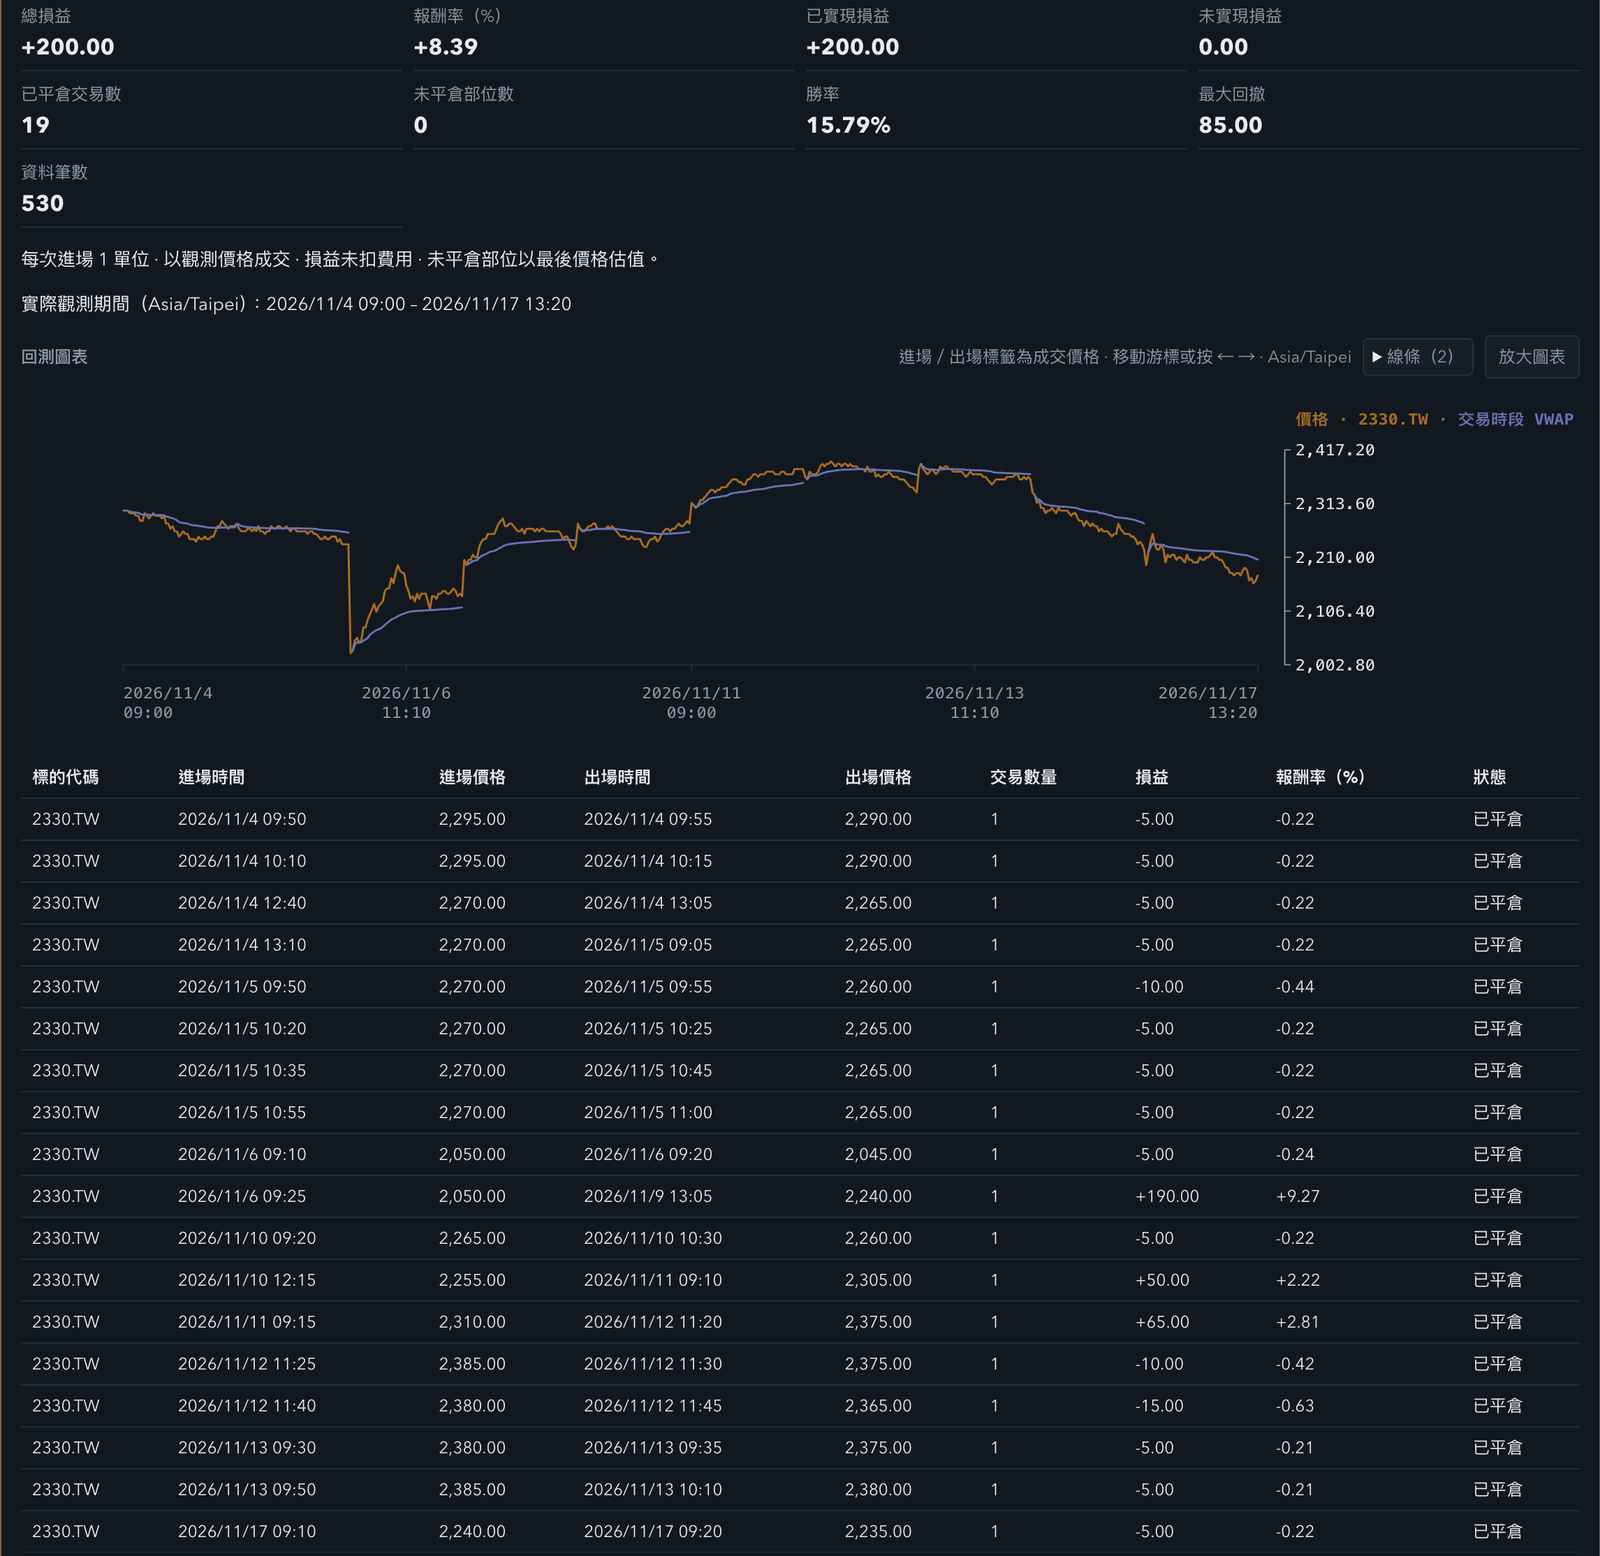 總損益 報酬率（%） 已實現損益 未實現損益
+200.00 +8.39 +200.00 0.00
已平倉交易數 未平倉部位數 勝率 最大回撤
19 0 15.79% 85.00
資料筆數
530
每次進場 1 單位 · 以觀測價格成交 · 損益未扣費用 · 未平倉部位以最後價格估值。
實際觀測期間（Asia/Taipei）：2026/11/4 09:00 – 2026/11/17 13:20
回測圖表 進場 / 出場標籤為成交價格 · 移動游標或按 ← → · Asia/Taipei ▶ 線條（2） 放大圖表
價格 · 2330.TW · 交易時段 VWAP
2,417.20
2,313.60
2,210.00
2,106.40
2,002.80
2026/11/4 2026/11/6 2026/11/11 2026/11/13 2026/11/17
09:00 11:10 09:00 11:10 13:20
標的代碼 進場時間 進場價格 出場時間 出場價格 交易數量 損益 報酬率（%） 狀態
2330.TW 2026/11/4 09:50 2,295.00 2026/11/4 09:55 2,290.00 1 -5.00 -0.22 已平倉
2330.TW 2026/11/4 10:10 2,295.00 2026/11/4 10:15 2,290.00 1 -5.00 -0.22 已平倉
2330.TW 2026/11/4 12:40 2,270.00 2026/11/4 13:05 2,265.00 1 -5.00 -0.22 已平倉
2330.TW 2026/11/4 13:10 2,270.00 2026/11/5 09:05 2,265.00 1 -5.00 -0.22 已平倉
2330.TW 2026/11/5 09:50 2,270.00 2026/11/5 09:55 2,260.00 1 -10.00 -0.44 已平倉
2330.TW 2026/11/5 10:20 2,270.00 2026/11/5 10:25 2,265.00 1 -5.00 -0.22 已平倉
2330.TW 2026/11/5 10:35 2,270.00 2026/11/5 10:45 2,265.00 1 -5.00 -0.22 已平倉
2330.TW 2026/11/5 10:55 2,270.00 2026/11/5 11:00 2,265.00 1 -5.00 -0.22 已平倉
2330.TW 2026/11/6 09:10 2,050.00 2026/11/6 09:20 2,045.00 1 -5.00 -0.24 已平倉
2330.TW 2026/11/6 09:25 2,050.00 2026/11/9 13:05 2,240.00 1 +190.00 +9.27 已平倉
2330.TW 2026/11/10 09:20 2,265.00 2026/11/10 10:30 2,260.00 1 -5.00 -0.22 已平倉
2330.TW 2026/11/10 12:15 2,255.00 2026/11/11 09:10 2,305.00 1 +50.00 +2.22 已平倉
2330.TW 2026/11/11 09:15 2,310.00 2026/11/12 11:20 2,375.00 1 +65.00 +2.81 已平倉
2330.TW 2026/11/12 11:25 2,385.00 2026/11/12 11:30 2,375.00 1 -10.00 -0.42 已平倉
2330.TW 2026/11/12 11:40 2,380.00 2026/11/12 11:45 2,365.00 1 -15.00 -0.63 已平倉
2330.TW 2026/11/13 09:30 2,380.00 2026/11/13 09:35 2,375.00 1 -5.00 -0.21 已平倉
2330.TW 2026/11/13 09:50 2,385.00 2026/11/13 10:10 2,380.00 1 -5.00 -0.21 已平倉
2330.TW 2026/11/17 09:10 2,240.00 2026/11/17 09:20 2,235.00 1 -5.00 -0.22 已平倉